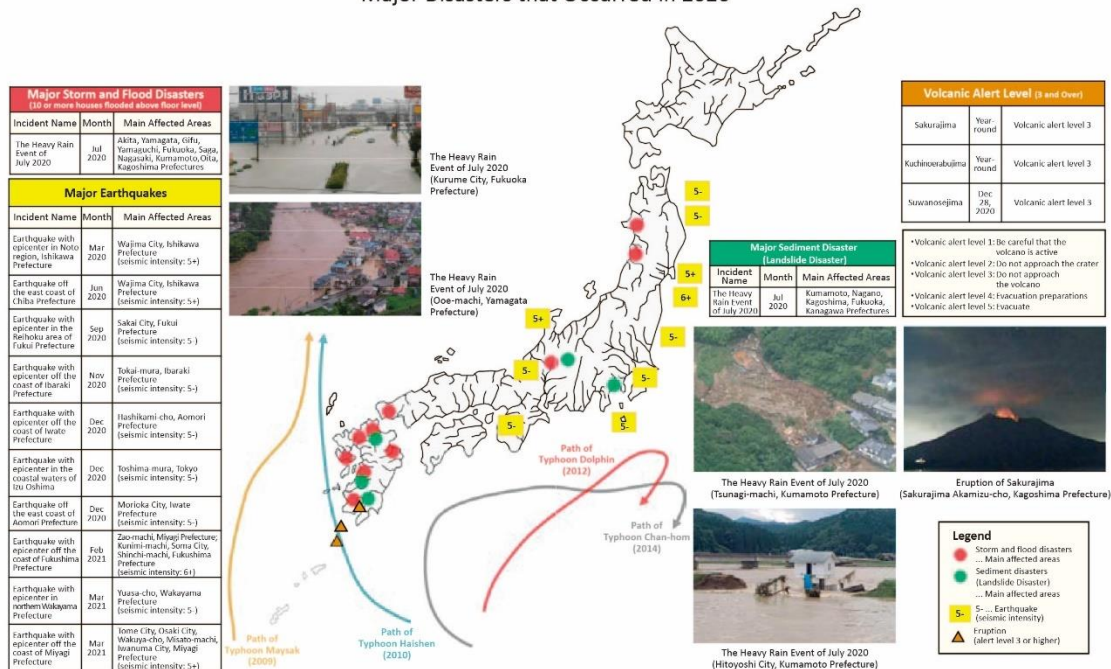 Major Disasters that Occurred in 2020
Major Storm and Flood Disasters
(10 or more houses flooded above floor level)
Incident Name Month Main Affected Areas
The Heavy Rain
Event of
July 2020
Jul
2020
Akita, Yamagata, Gifu,
Yamaguchi, Fukuoka, Saga,
Nagasaki, Kumamoto, Oita,
Kagoshima Prefectures
Major Earthquakes
Incident Name Month Main Affected Areas
Earthquake with
epicenter in Noto
region, Ishikawa
Prefecture
Mar
2020
Wajima City, Ishikawa
Prefecture
(seismic intensity: 5+)
Earthquake off
the east coast of
Chiba Prefecture
Jun
2020
Wajima City, Ishikawa
Prefecture
(seismic intensity: 5+)
Earthquake with
epicenter in the
Reihoku area of
Fukui Prefecture
Sep
2020
Sakai City, Fukui
Prefecture
(seismic intensity: 5-)
Earthquake with
epicenter off the
coast of Ibaraki
Prefecture
Nov
2020
Tokai-mura, Ibaraki
Prefecture
(seismic intensity: 5-)
Earthquake with
epicenter off the
coast of Iwate
Prefecture
Dec
2020
Hashikami-cho, Aomori
Prefecture
(seismic intensity: 5-)
Earthquake with
epicenter in the
coastal waters of
Izu Oshima
Dec
2020
Toshima-mura, Tokyo
(seismic intensity: 5-)
Earthquake off
the east coast of
Aomori Prefecture
Dec
2020
Morioka City, Iwate
Prefecture
(seismic intensity: 5-)
Earthquake with
epicenter off the
coast of Fukushima
Prefecture
Feb
2021
Zao-machi, Miyagi Prefecture;
Kunimi-machi, Soma City,
Shinchi-machi, Fukushima
Prefecture
(seismic intensity: 6+)
Earthquake with
epicenter in
northern Wakayama
Prefecture
Mar
2021
Yuasa-cho, Wakayama
Prefecture
(seismic intensity: 5-)
Earthquake with
epicenter off the
coast of Miyagi
Prefecture
Mar
2021
Tome City, Osaki City,
Wakuya-cho, Misato-machi,
Iwanuma City, Miyagi
Prefecture
(seismic intensity: 5+)
The Heavy Rain
Event of July 2020
(Kurume City, Fukuoka
Prefecture)
The Heavy Rain
Event of July 2020
(Ooe-machi, Yamagata
Prefecture)
5-
5-
5+
6+
5+
5-
5-
5-
5-
5-
Path of
Typhoon Maysak
(2009)
Path of
Typhoon Haishen
(2010)
Path of
Typhoon Dolphin
(2012)
Path of
Typhoon Chan-hom
(2014)
Volcanic Alert Level (3 and Over)
Sakurajima
Year-
round
Volcanic alert level 3
Kuchinoerabujima
Year-
round
Volcanic alert level 3
Suwanosejima
Dec
28,
2020
Volcanic alert level 3
•Volcanic alert level 1: Be careful that the
volcano is active
•Volcanic alert level 2: Do not approach the crater
•Volcanic alert level 3: Do not approach
the volcano
•Volcanic alert level 4: Evacuation preparations
•Volcanic alert level 5: Evacuate
Major Sediment Disaster
(Landslide Disaster)
Incident
Name
Month
Main Affected Areas
The Heavy
Rain Event
of July 2020
Jul
2020
Kumamoto, Nagano,
Kagoshima, Fukuoka,
Kanagawa Prefectures
The Heavy Rain Event of July 2020
(Tsunagi-machi, Kumamoto Prefecture)
Eruption of Sakurajima
(Sakurajima Akamizu-cho, Kagoshima Prefecture)
The Heavy Rain Event of July 2020
(Hitoyoshi City, Kumamoto Prefecture)
Legend
Storm and flood disasters
... Main affected areas
Sediment disasters
(Landslide Disaster)
... Main affected areas
5-
5- ... Earthquake
(seismic intensity)
Eruption
(alert level 3 or higher)